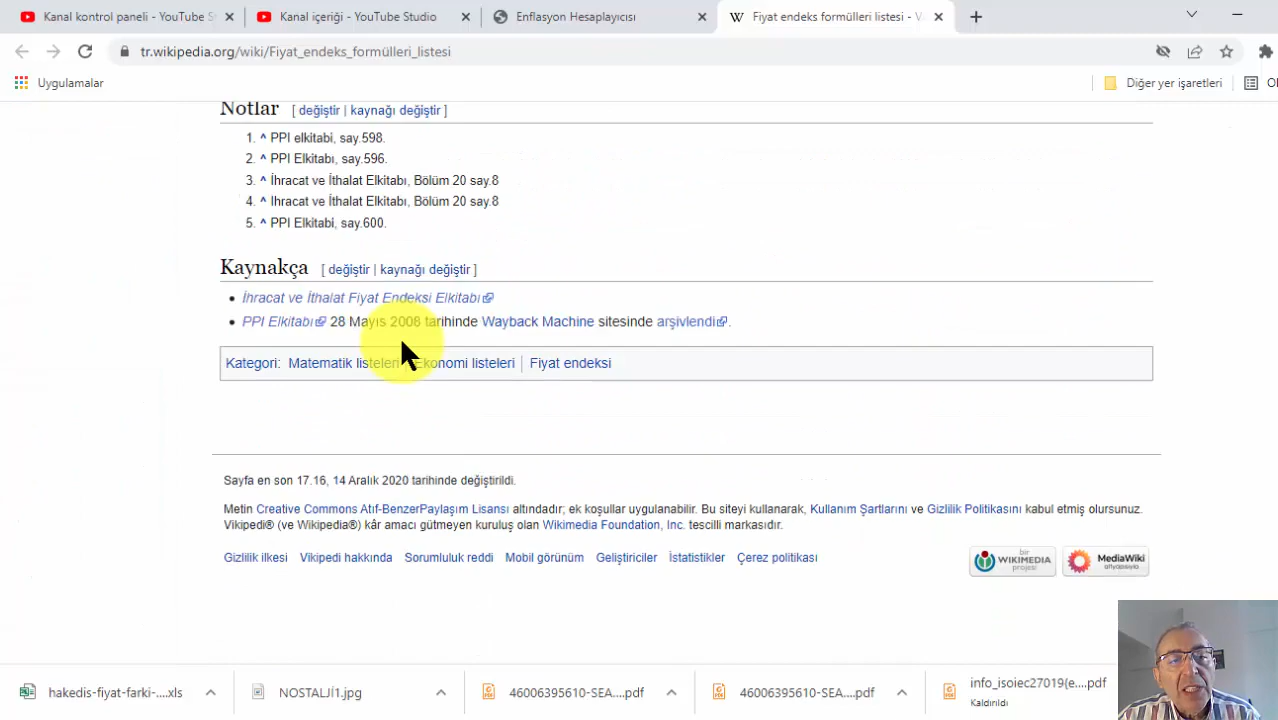 Kanal kontrol paneli - YouTube S
Kanal içeriği - YouTube Studio
Enflasyon Hesaplayıcısı
Fiyat endeks formülleri listesi - V
tr.wikipedia.org/wiki/Fiyat_endeks_formülleri_listesi
Uygulamalar
Diğer yer işaretleri
Notlar [ değiştir | kaynağı değiştir ]
1. ^ PPI elkitabi, say.598.
2. ^ PPI Elkitabı, say.596.
3. ^ İhracat ve İthalat Elkitabı, Bölüm 20 say.8
4. ^ İhracat ve İthalat Elkitabı, Bölüm 20 say.8
5. ^ PPI Elkitabi, say.600.
Kaynakça [ değiştir | kaynağı değiştir ]
• İhracat ve İthalat Fiyat Endeksi Elkitabı
• PPI Elkitabı 28 Mayıs 2008 tarihinde Wayback Machine sitesinde arşivlendi.
Kategori: Matematik listeleri | Ekonomi listeleri | Fiyat endeksi
Sayfa en son 17.16, 14 Aralık 2020 tarihinde değiştirildi.
Metin Creative Commons Atıf-BenzerPaylaşım Lisansı altındadır; ek koşullar uygulanabilir. Bu siteyi kullanarak, Kullanım Şartlarını ve Gizlilik Politikasını kabul etmiş olursunuz.
Vikipedi® (ve Wikipedia®) kâr amacı gütmeyen kuruluş olan Wikimedia Foundation, Inc. tescilli markasıdır.
Gizlilik ilkesi Vikipedi hakkında Sorumluluk reddi Mobil görünüm Geliştiriciler İstatistikler Çerez politikası
bir WIKIMEDIA projesi
MediaWiki altyapısıyla
hakedis-fiyat-farki-....xls
NOSTALJİ1.jpg
46006395610-SEA....pdf
46006395610-SEA....pdf
info_isoiec27019{e....pdf
Kaldırıldı